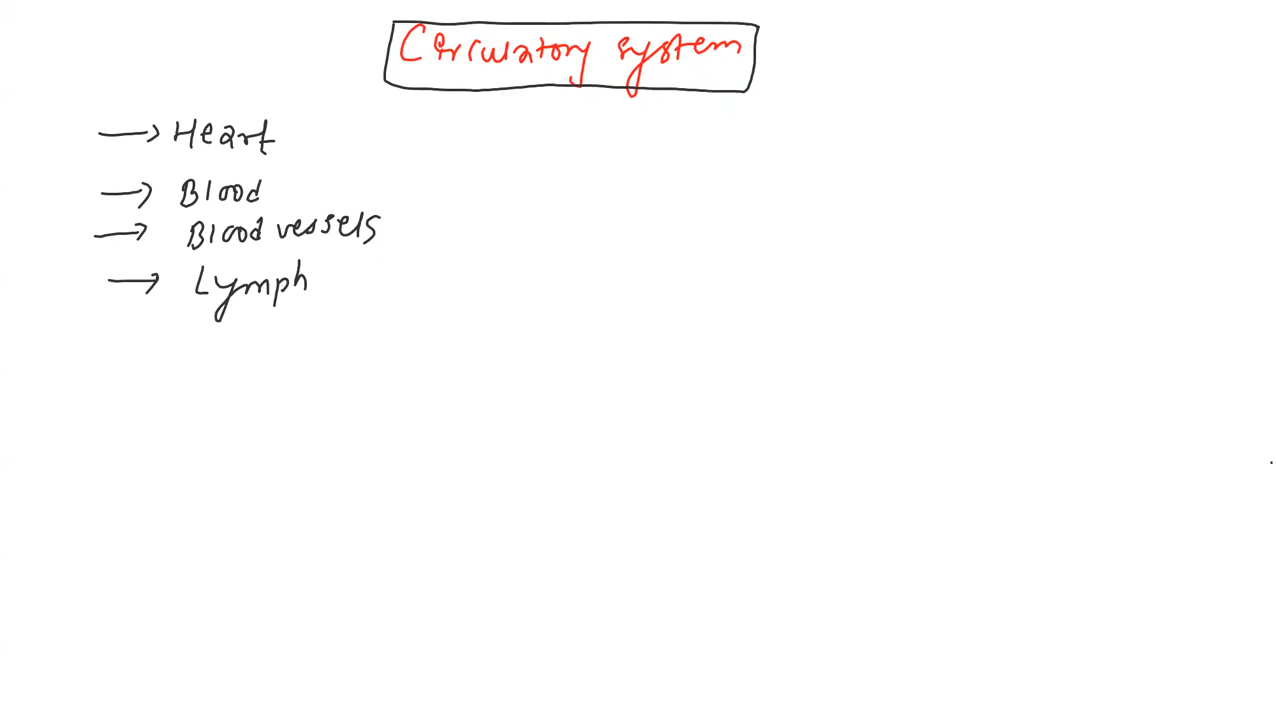 Circulatory system
→ Heart
→ Blood
→ Blood vessels
→ Lymph